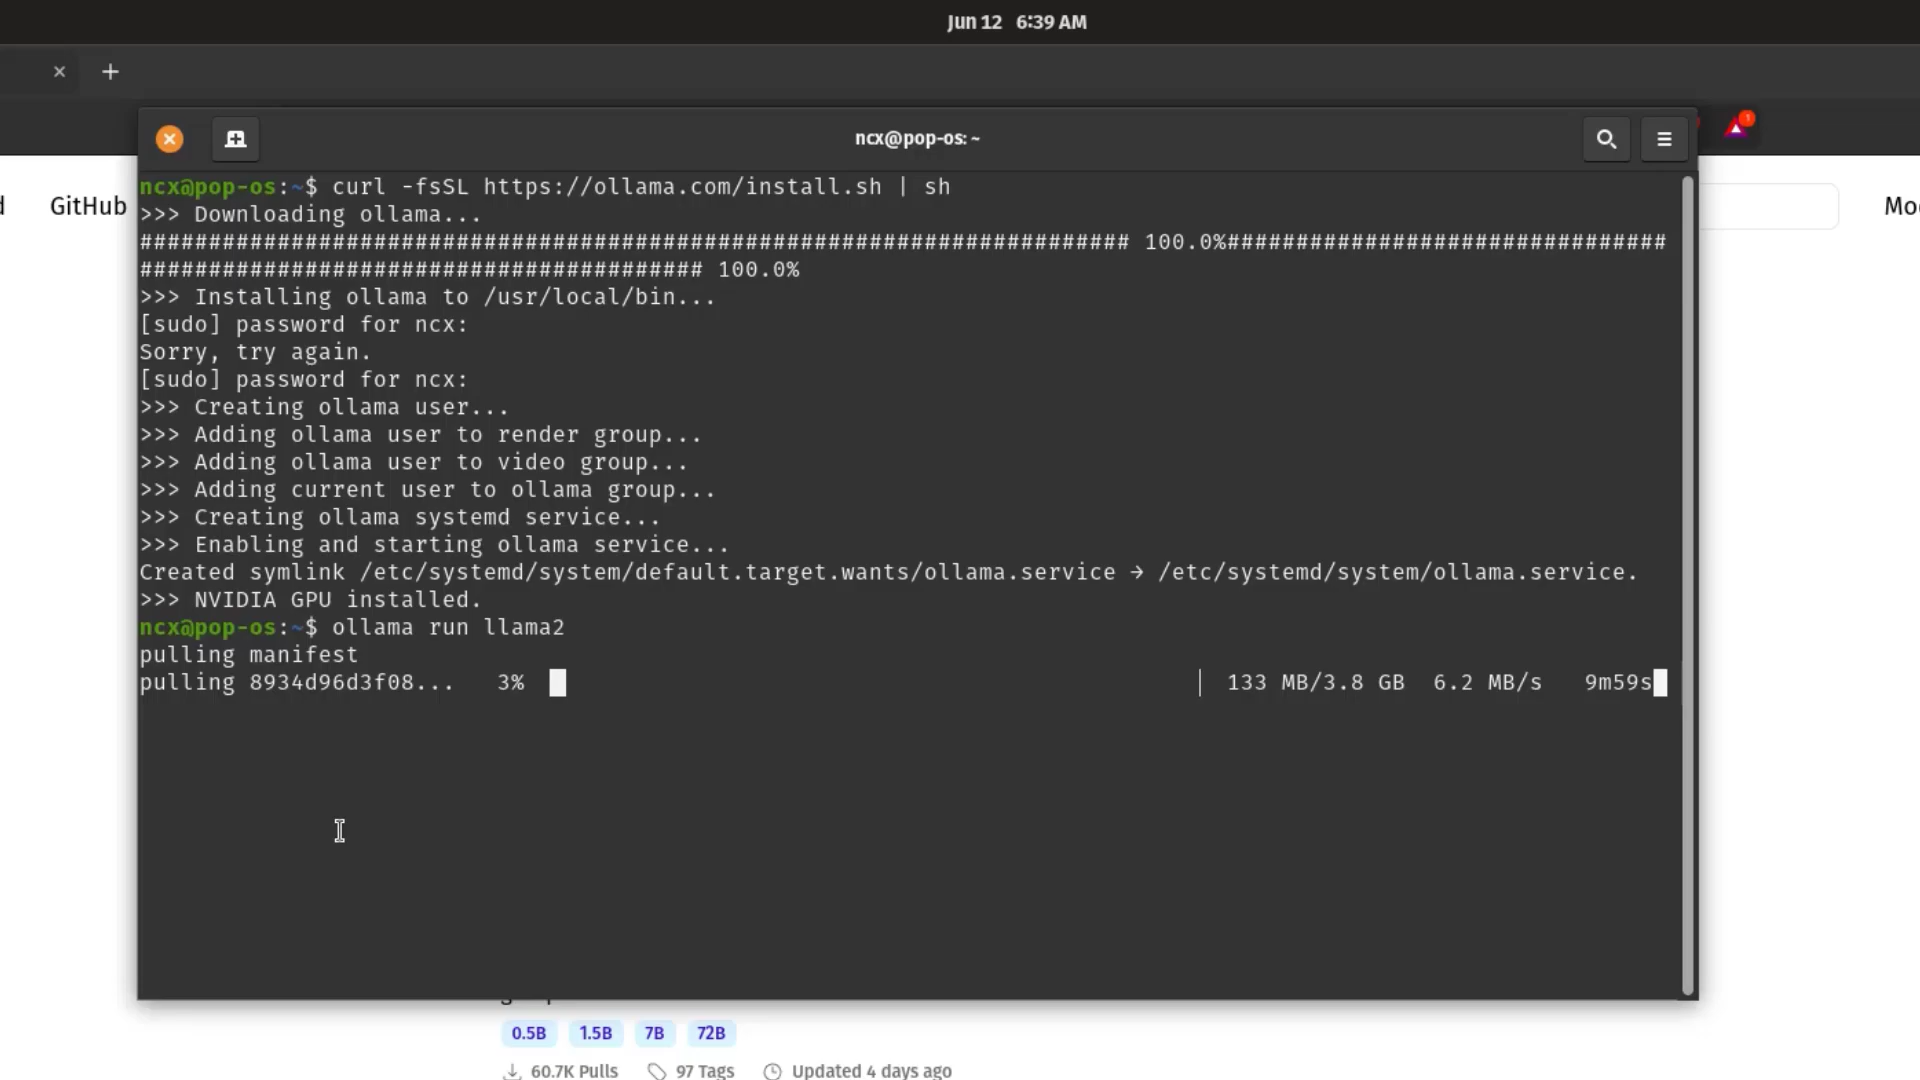 Jun 12 6:39 AM
ncx@pop-os: ~
GitHub
ncx@pop-os:~$ curl -fsSL https://ollama.com/install.sh | sh
>>> Downloading ollama...
######################################################################## 100.0%################################
######################################### 100.0%
>>> Installing ollama to /usr/local/bin...
[sudo] password for ncx:
Sorry, try again.
[sudo] password for ncx:
>>> Creating ollama user...
>>> Adding ollama user to render group...
>>> Adding ollama user to video group...
>>> Adding current user to ollama group...
>>> Creating ollama systemd service...
>>> Enabling and starting ollama service...
Created symlink /etc/systemd/system/default.target.wants/ollama.service → /etc/systemd/system/ollama.service.
>>> NVIDIA GPU installed.
ncx@pop-os:~$ ollama run llama2
pulling manifest
pulling 8934d96d3f08... 3% | 133 MB/3.8 GB 6.2 MB/s 9m59s
0.5B 1.5B 7B 72B
60.7K Pulls 97 Tags Updated 4 days ago